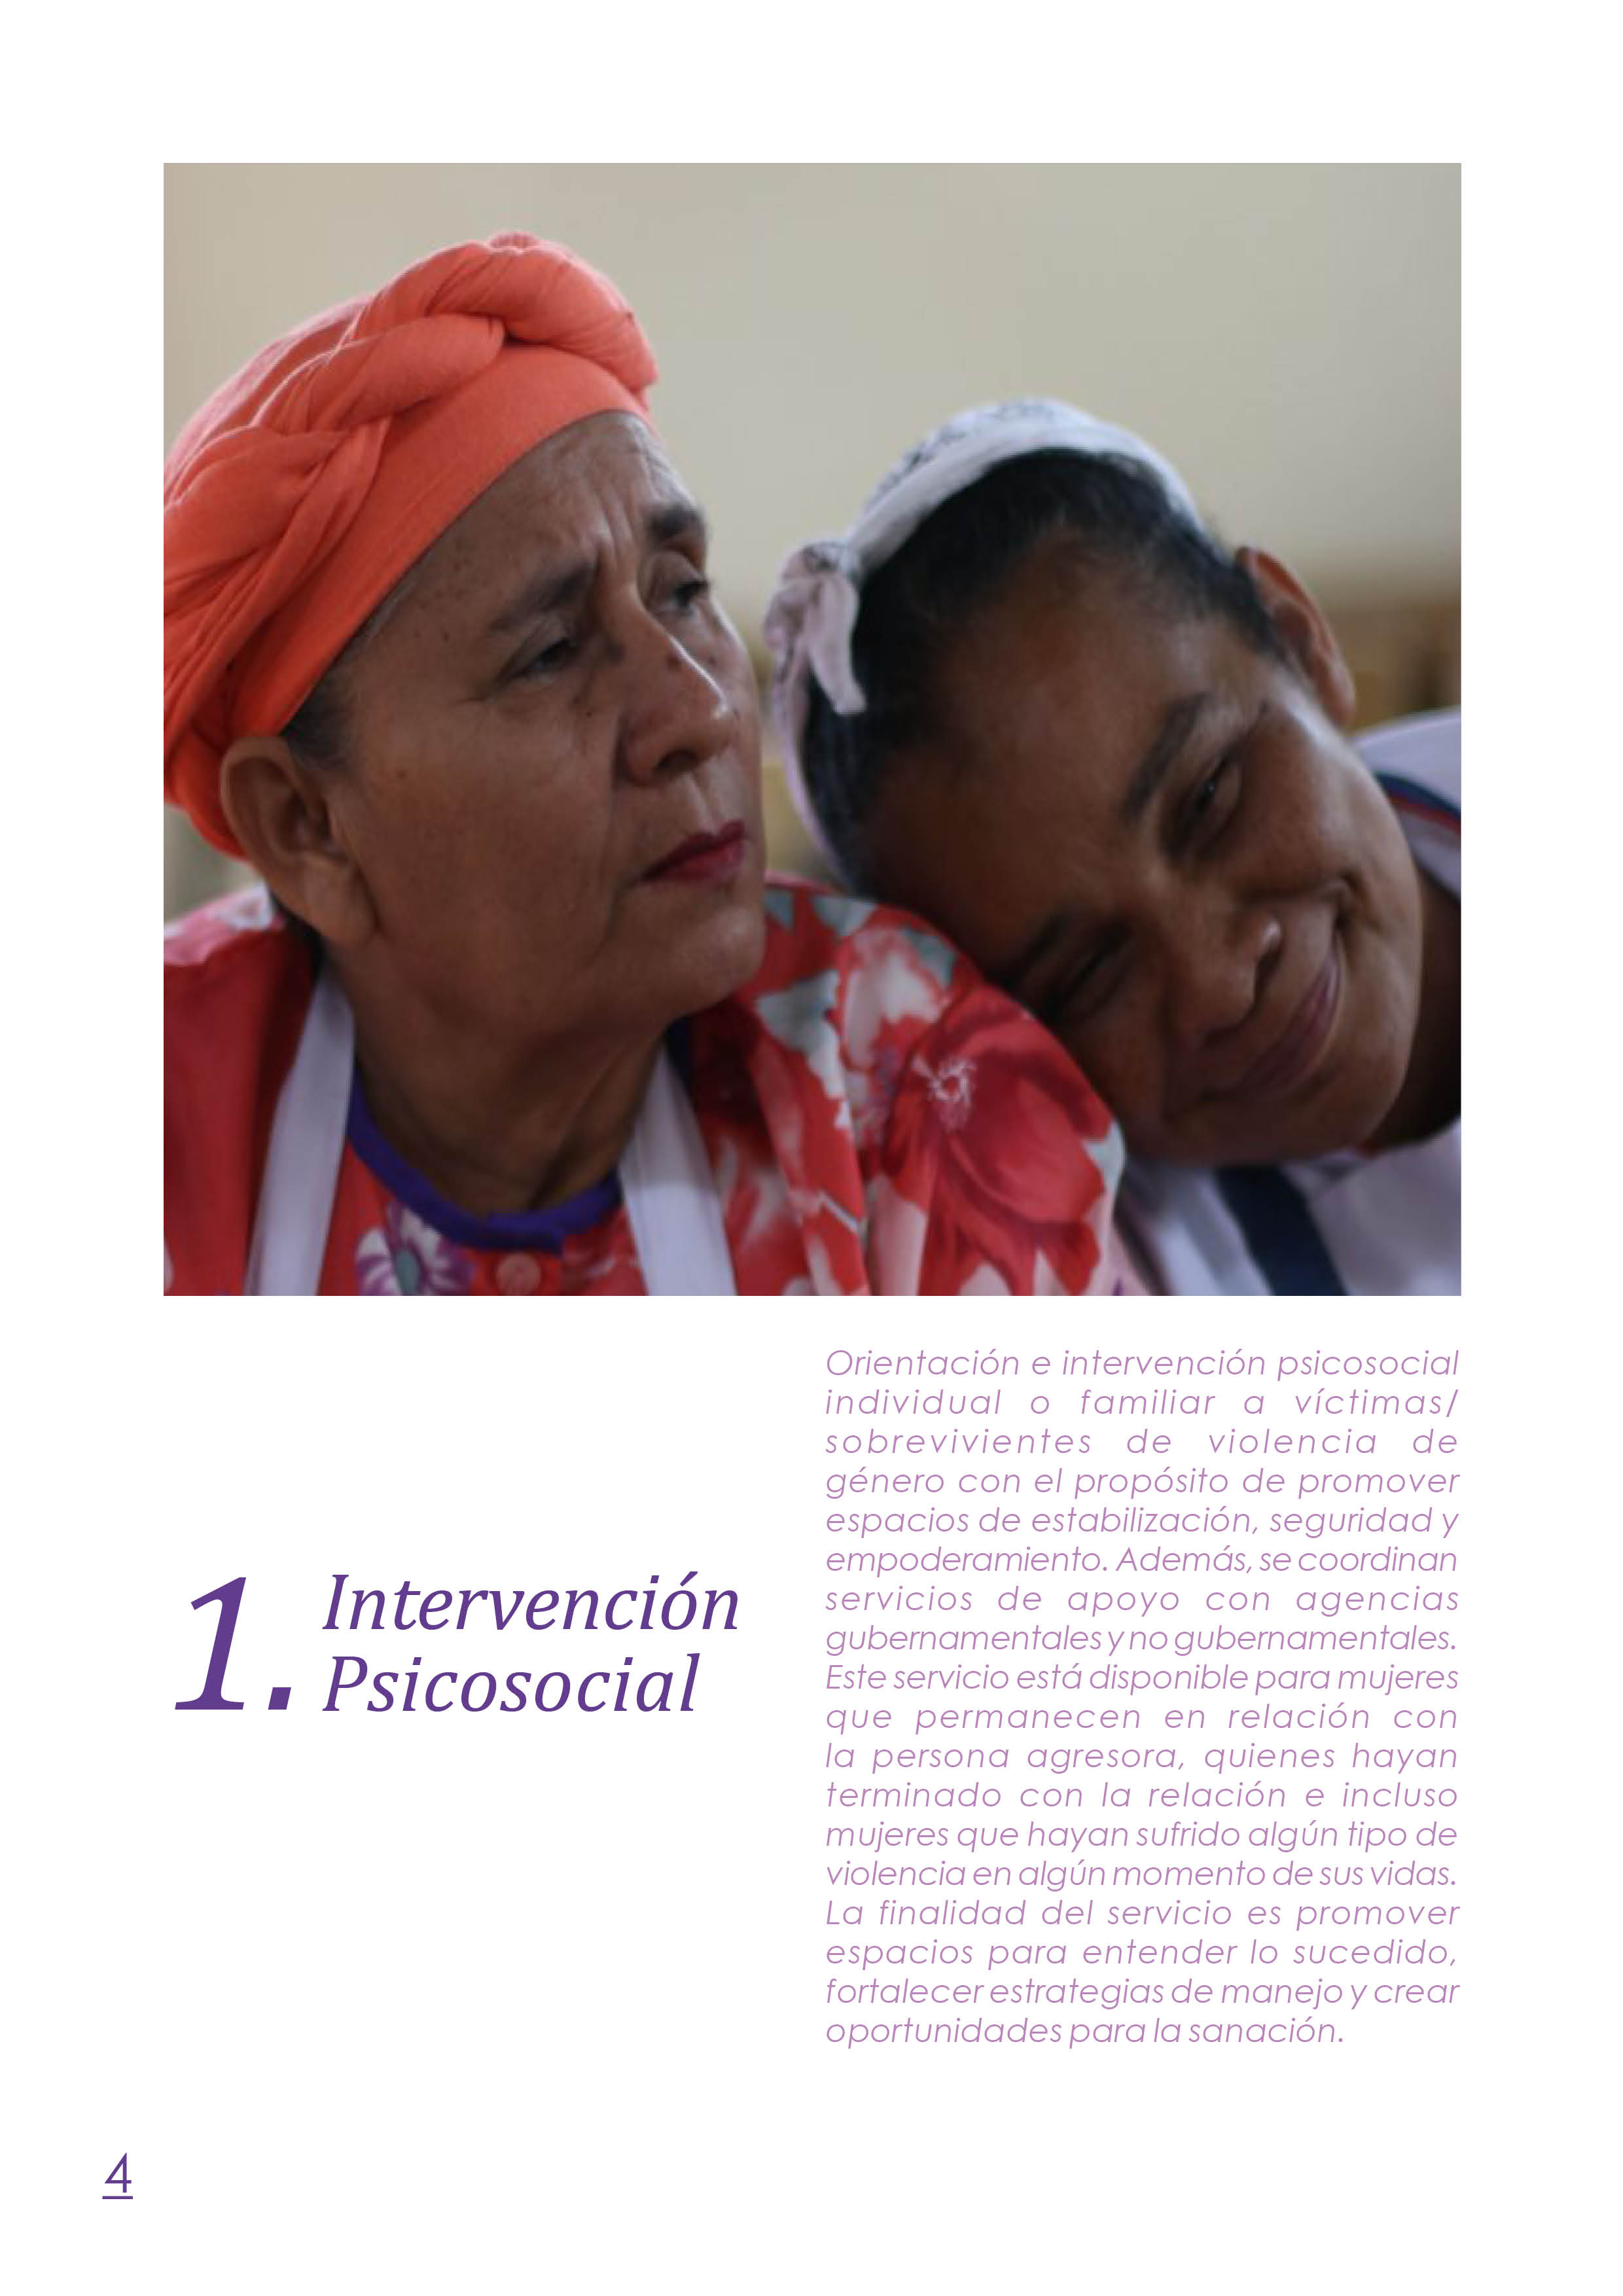 1. Intervención
Psicosocial
Orientación e intervención psicosocial
individual o familiar a víctimas/
sobrevivientes de violencia de
género con el propósito de promover
espacios de estabilización, seguridad y
empoderamiento. Además, se coordinan
servicios de apoyo con agencias
gubernamentales y no gubernamentales.
Este servicio está disponible para mujeres
que permanecen en relación con
la persona agresora, quienes hayan
terminado con la relación e incluso
mujeres que hayan sufrido algún tipo de
violencia en algún momento de sus vidas.
La finalidad del servicio es promover
espacios para entender lo sucedido,
fortalecer estrategias de manejo y crear
oportunidades para la sanación.
4